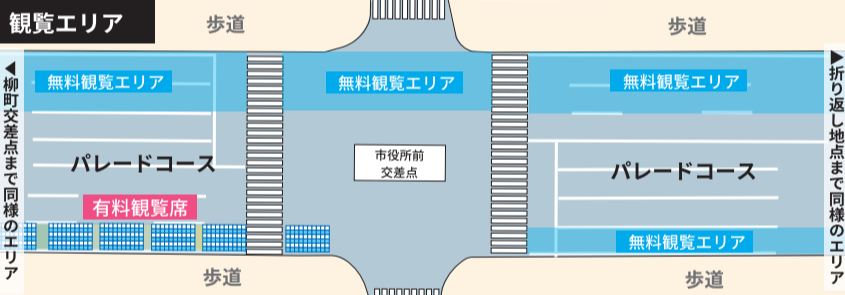 観覧エリア
歩道
歩道
無料観覧エリア
無料観覧エリア
無料観覧エリア
◀柳町交差点まで同様のエリア
▶折り返し地点まで同様のエリア
市役所前
交差点
パレードコース
パレードコース
有料観覧席
無料観覧エリア
歩道
歩道